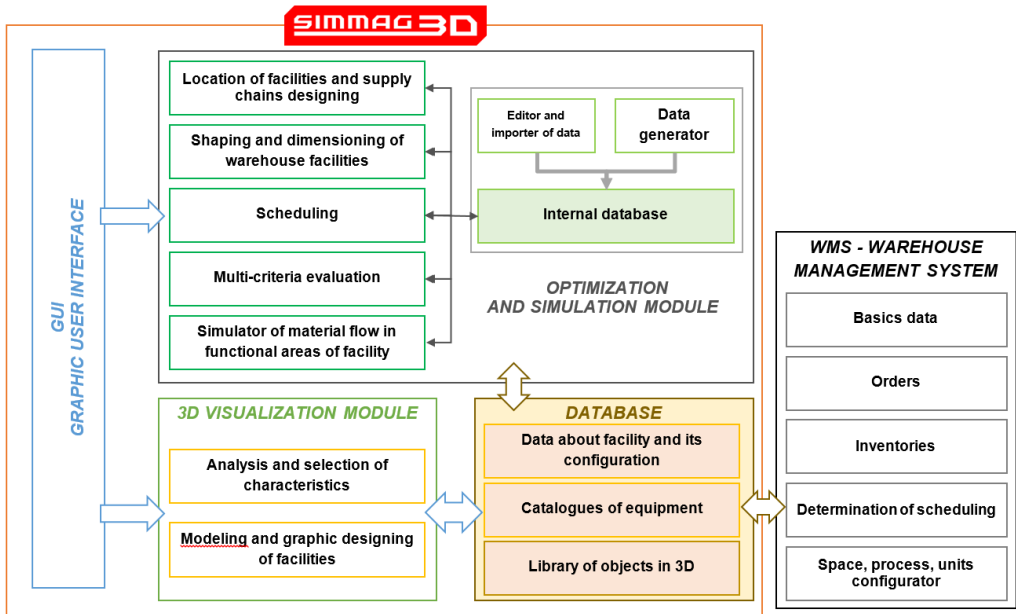 SIMMAG 3D
GUI
GRAPHIC USER INTERFACE
Location of facilities and supply
chains designing
Shaping and dimensioning of
warehouse facilities
Scheduling
Multi-criteria evaluation
Simulator of material flow in
functional areas of facility
Editor and
importer of data
Data
generator
Internal database
OPTIMIZATION
AND SIMULATION MODULE
3D VISUALIZATION MODULE
Analysis and selection of
characteristics
Modeling and graphic designing
of facilities
DATABASE
Data about facility and its
configuration
Catalogues of equipment
Library of objects in 3D
WMS - WAREHOUSE
MANAGEMENT SYSTEM
Basics data
Orders
Inventories
Determination of scheduling
Space, process, units
configurator